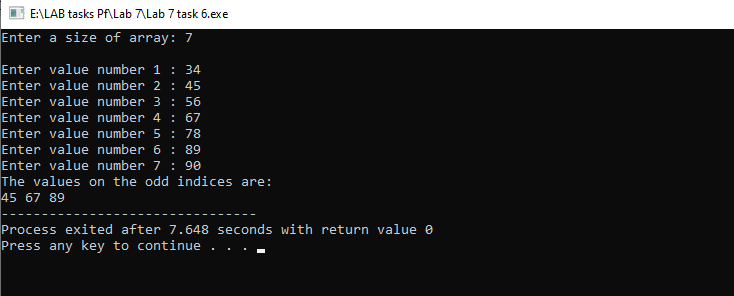 E:\LAB tasks Pf\Lab 7\Lab 7 task 6.exe
Enter a size of array: 7
Enter value number 1 : 34
Enter value number 2 : 45
Enter value number 3 : 56
Enter value number 4 : 67
Enter value number 5 : 78
Enter value number 6 : 89
Enter value number 7 : 90
The values on the odd indices are:
45 67 89
--------------------------------
Process exited after 7.648 seconds with return value 0
Press any key to continue . . .